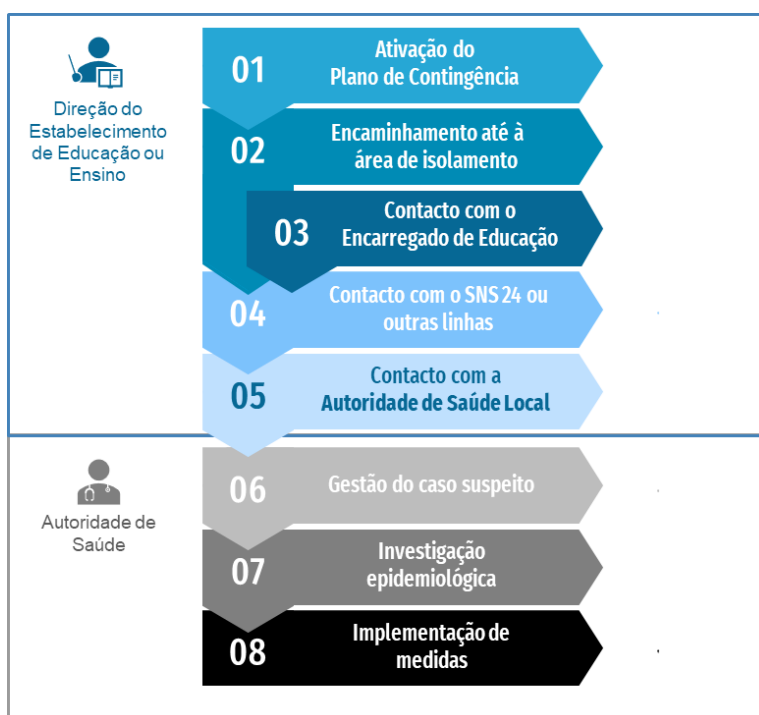 Direção do
Estabelecimento
de Educação ou
Ensino
01
Ativação do
Plano de Contingência
02
Encaminhamento até à
área de isolamento
03
Contacto com o
Encarregado de Educação
04
Contacto com o SNS 24 ou
outras linhas
05
Contacto com a
Autoridade de Saúde Local
Autoridade de
Saúde
06
Gestão do caso suspeito
07
Investigação
epidemiológica
08
Implementação de
medidas